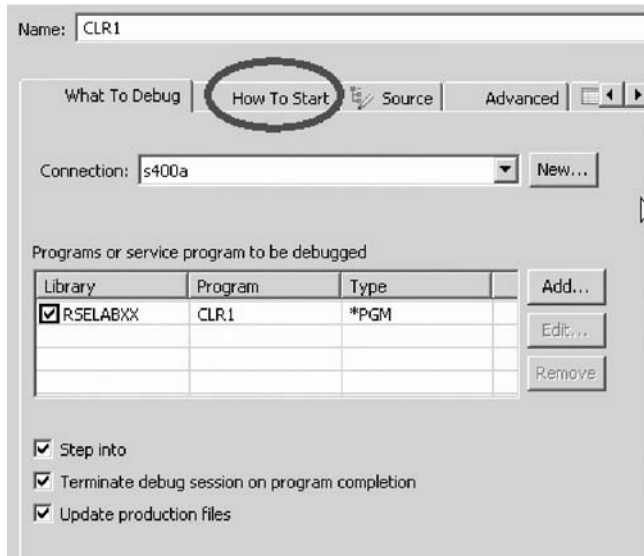 Name: CLR1
What To Debug How To Start Source Advanced
Connection: s400a New...
Programs or service program to be debugged
Library Program Type Add...
RSELABXX CLR1 *PGM
Edit...
Remove
Step into
Terminate debug session on program completion
Update production files